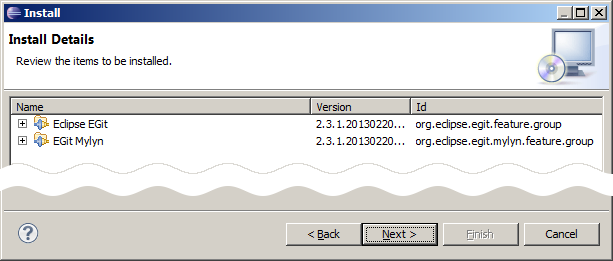 Install
Install Details
Review the items to be installed.
Name Version Id
Eclipse EGit 2.3.1.20130220... org.eclipse.egit.feature.group
EGit Mylyn 2.3.1.20130220... org.eclipse.egit.mylyn.feature.group
< Back Next > Finish Cancel